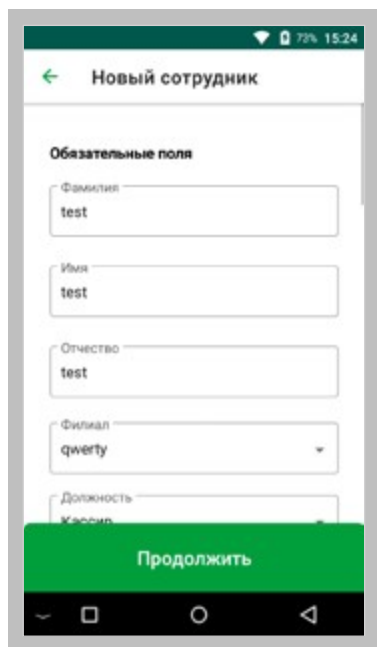 73% 15:24
Новый сотрудник
Обязательные поля
Фамилия
test
Имя
test
Отчество
test
Филиал
qwerty
Должность
Кассир
Продолжить